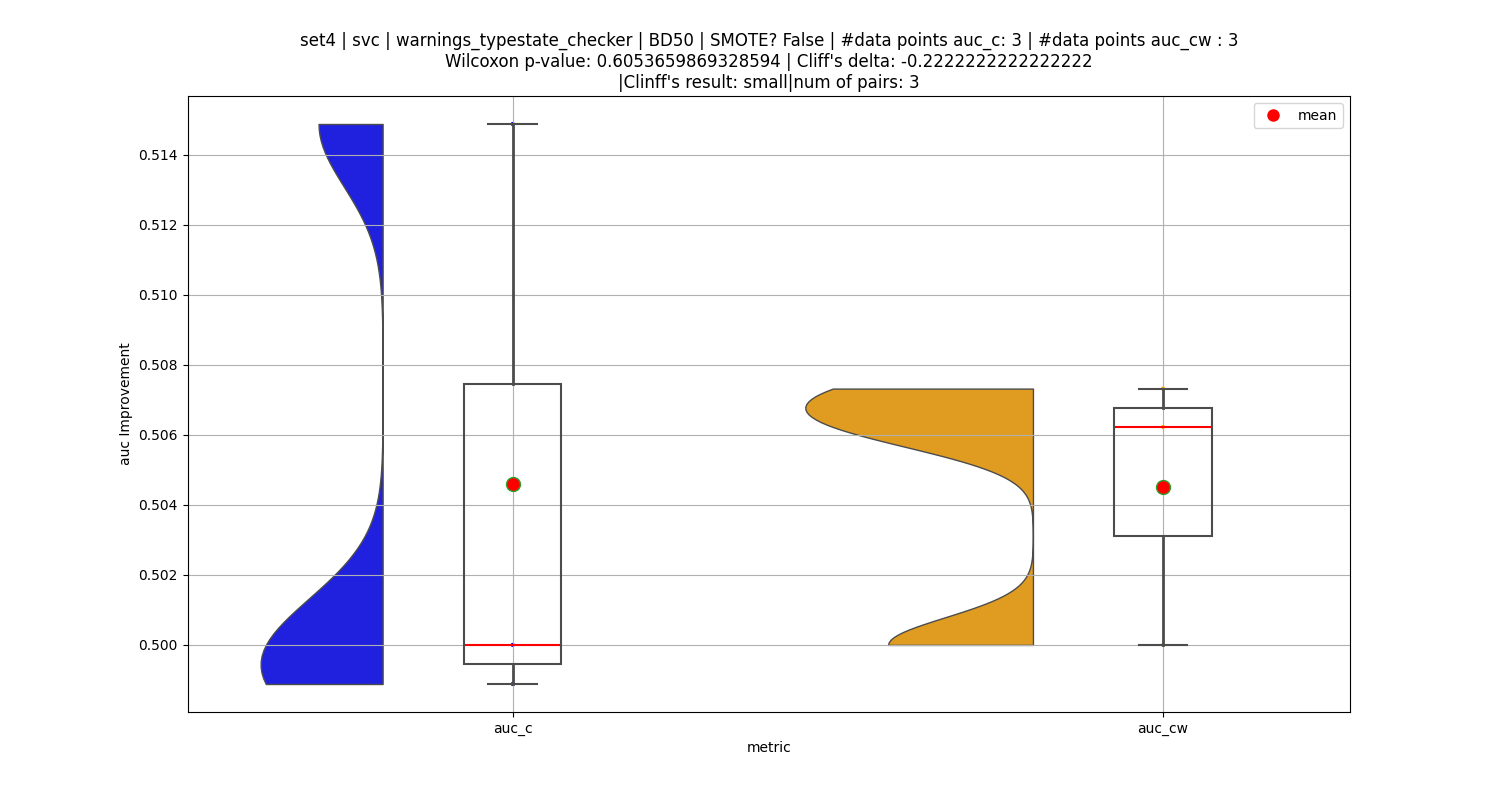 set4 | svc | warnings_typestate_checker | BD50 | SMOTE? False | #data points auc_c: 3 | #data points auc_cw : 3
Wilcoxon p-value: 0.6053659869328594 | Cliff's delta: -0.2222222222222222
|Clinff's result: small|num of pairs: 3
mean
0.514
0.512
0.510
0.508
0.506
0.504
0.502
0.500
auc Improvement
auc_c
auc_cw
metric